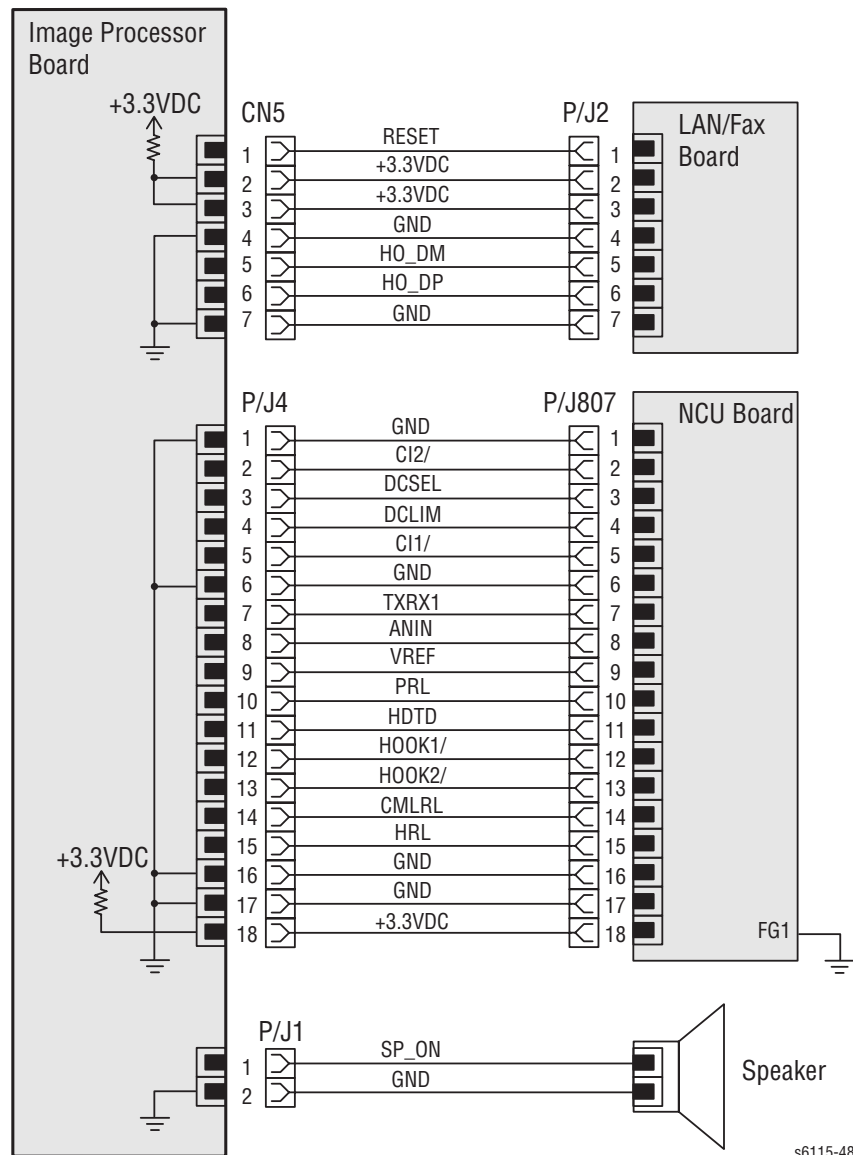 Image Processor
Board
+3.3VDC
CN5
P/J2
LAN/Fax
Board
1 RESET 1
2 +3.3VDC 2
3 +3.3VDC 3
4 GND 4
5 HO_DM 5
6 HO_DP 6
7 GND 7
P/J4
P/J807
NCU Board
1 GND 1
2 CI2/ 2
3 DCSEL 3
4 DCLIM 4
5 CI1/ 5
6 GND 6
7 TXRX1 7
8 ANIN 8
9 VREF 9
10 PRL 10
11 HDTD 11
12 HOOK1/ 12
13 HOOK2/ 13
14 CMLRL 14
15 HRL 15
+3.3VDC
16 GND 16
17 GND 17
18 +3.3VDC 18
FG1
P/J1
1 SP_ON
2 GND
Speaker
s6115-48